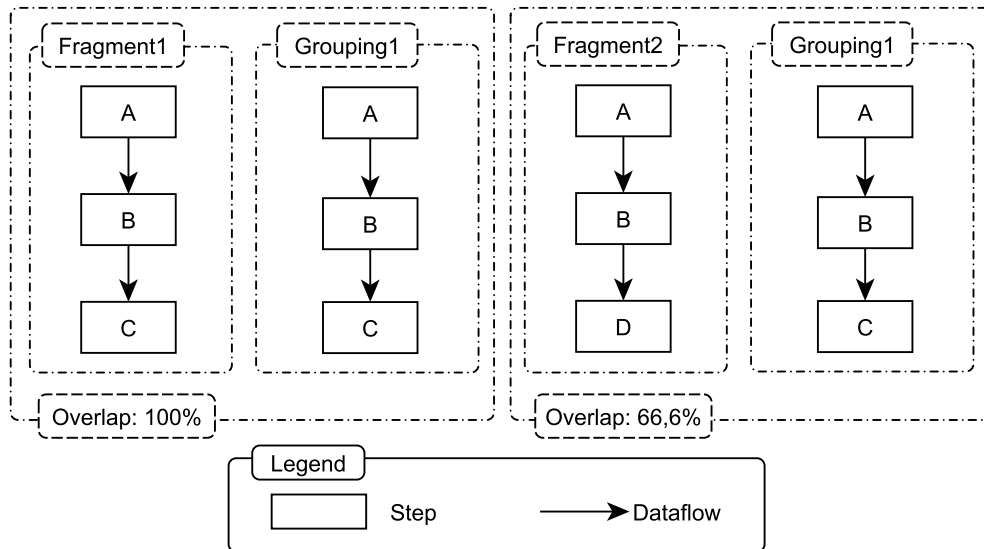 Fragment1
A
B
C
Grouping1
A
B
C
Overlap: 100%
Fragment2
A
B
D
Grouping1
A
B
C
Overlap: 66,6%
Legend
Step
Dataflow